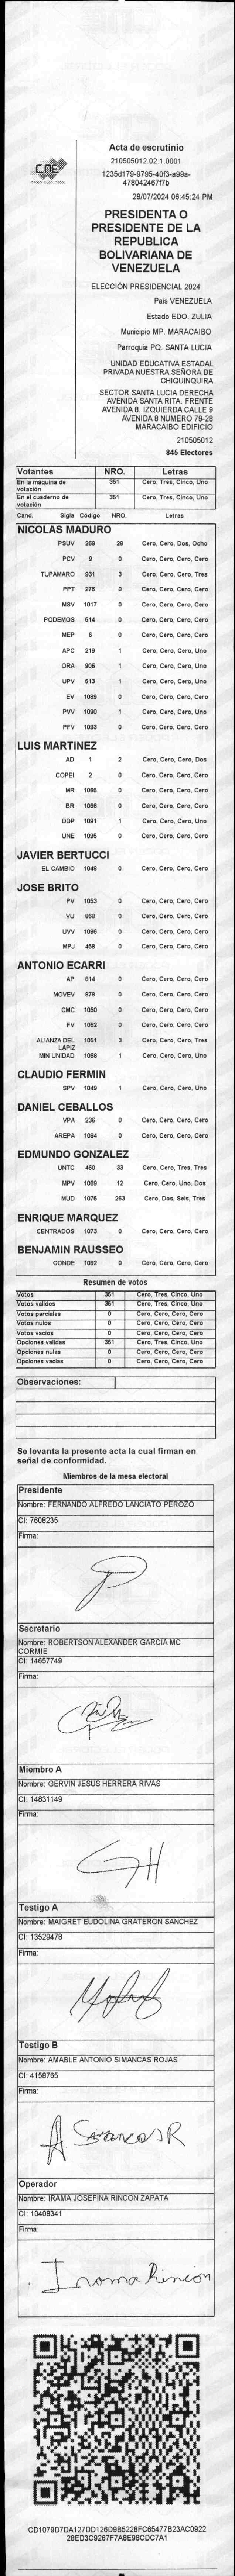 CNE
Acta de escrutinio
210505012.02.1.0001
1235d179-9795-40f3-a99a-
478042467f7b
28/07/2024 06:45:24 PM
PRESIDENTA O
PRESIDENTE DE LA
REPUBLICA
BOLIVARIANA DE
VENEZUELA
ELECCIÓN PRESIDENCIAL 2024
Pais VENEZUELA
Estado EDO. ZULIA
Municipio MP. MARACAIBO
Parroquia PQ. SANTA LUCIA
UNIDAD EDUCATIVA ESTADAL
PRIVADA NUESTRA SEÑORA DE
CHIQUINQUIRA
SECTOR SANTA LUCIA DERECHA
AVENIDA SANTA RITA. FRENTE
AVENIDA 8. IZQUIERDA CALLE 9
AVENIDA 8 NUMERO 79-28
MARACAIBO EDIFICIO
210505012
845 Electores
Votantes NRO. Letras
En la máquina de votación 351 Cero, Tres, Cinco, Uno
En el cuaderno de votación 351 Cero, Tres, Cinco, Uno
Cand. Sigla Código NRO. Letras
NICOLAS MADURO
PSUV 269 28 Cero, Cero, Dos, Ocho
PCV 9 0 Cero, Cero, Cero, Cero
TUPAMARO 931 3 Cero, Cero, Cero, Tres
PPT 276 0 Cero, Cero, Cero, Cero
MSV 1017 0 Cero, Cero, Cero, Cero
PODEMOS 514 0 Cero, Cero, Cero, Cero
MEP 6 0 Cero, Cero, Cero, Cero
APC 219 1 Cero, Cero, Cero, Uno
ORA 906 1 Cero, Cero, Cero, Uno
UPV 513 1 Cero, Cero, Cero, Uno
EV 1089 0 Cero, Cero, Cero, Cero
PVV 1090 1 Cero, Cero, Cero, Uno
PFV 1093 0 Cero, Cero, Cero, Cero
LUIS MARTINEZ
AD 1 2 Cero, Cero, Cero, Dos
COPEI 2 0 Cero, Cero, Cero, Cero
MR 1065 0 Cero, Cero, Cero, Cero
BR 1066 0 Cero, Cero, Cero, Cero
DDP 1091 1 Cero, Cero, Cero, Uno
UNE 1095 0 Cero, Cero, Cero, Cero
JAVIER BERTUCCI
EL CAMBIO 1048 0 Cero, Cero, Cero, Cero
JOSE BRITO
PV 1053 0 Cero, Cero, Cero, Cero
VU 968 0 Cero, Cero, Cero, Cero
UVV 1096 0 Cero, Cero, Cero, Cero
MPJ 458 0 Cero, Cero, Cero, Cero
ANTONIO ECARRI
AP 914 0 Cero, Cero, Cero, Cero
MOVEV 979 0 Cero, Cero, Cero, Cero
CMC 1050 0 Cero, Cero, Cero, Cero
FV 1062 0 Cero, Cero, Cero, Cero
ALIANZA DEL LAPIZ 1051 3 Cero, Cero, Cero, Tres
MIN UNIDAD 1088 1 Cero, Cero, Cero, Uno
CLAUDIO FERMIN
SPV 1049 1 Cero, Cero, Cero, Uno
DANIEL CEBALLOS
VPA 236 0 Cero, Cero, Cero, Cero
AREPA 1094 0 Cero, Cero, Cero, Cero
EDMUNDO GONZALEZ
UNTC 460 33 Cero, Cero, Tres, Tres
MPV 1069 12 Cero, Cero, Uno, Dos
MUD 1076 263 Cero, Dos, Seis, Tres
ENRIQUE MARQUEZ
CENTRADOS 1073 0 Cero, Cero, Cero, Cero
BENJAMIN RAUSSEO
CONDE 1092 0 Cero, Cero, Cero, Cero
Resumen de votos
Votos 351 Cero, Tres, Cinco, Uno
Votos validos 351 Cero, Tres, Cinco, Uno
Votos parciales 0 Cero, Cero, Cero, Cero
Votos nulos 0 Cero, Cero, Cero, Cero
Votos vacios 0 Cero, Cero, Cero, Cero
Opciones validas 351 Cero, Tres, Cinco, Uno
Opciones nulas 0 Cero, Cero, Cero, Cero
Opciones vacias 0 Cero, Cero, Cero, Cero
Observaciones:
Se levanta la presente acta la cual firman en
señal de conformidad.
Miembros de la mesa electoral
Presidente
Nombre: FERNANDO ALFREDO LANCIATO PEROZO
CI: 7608235
Firma:
Secretario
Nombre: ROBERTSON ALEXANDER GARCIA MC
CORMIE
CI: 14657749
Firma:
Miembro A
Nombre: GERVIN JESUS HERRERA RIVAS
CI: 14831149
Firma:
GH
Testigo A
Nombre: MAIGRET EUDOLINA GRATERON SANCHEZ
CI: 13529478
Firma:
Testigo B
Nombre: AMABLE ANTONIO SIMANCAS ROJAS
CI: 4158765
Firma:
A Simancas R
Operador
Nombre: IRAMA JOSEFINA RINCON ZAPATA
CI: 10408341
Firma:
Irama Rincon
CD1079D7DA127DD126D9B5228FC65477B23AC0922
28ED3C9267F7A8E98CDC7A1